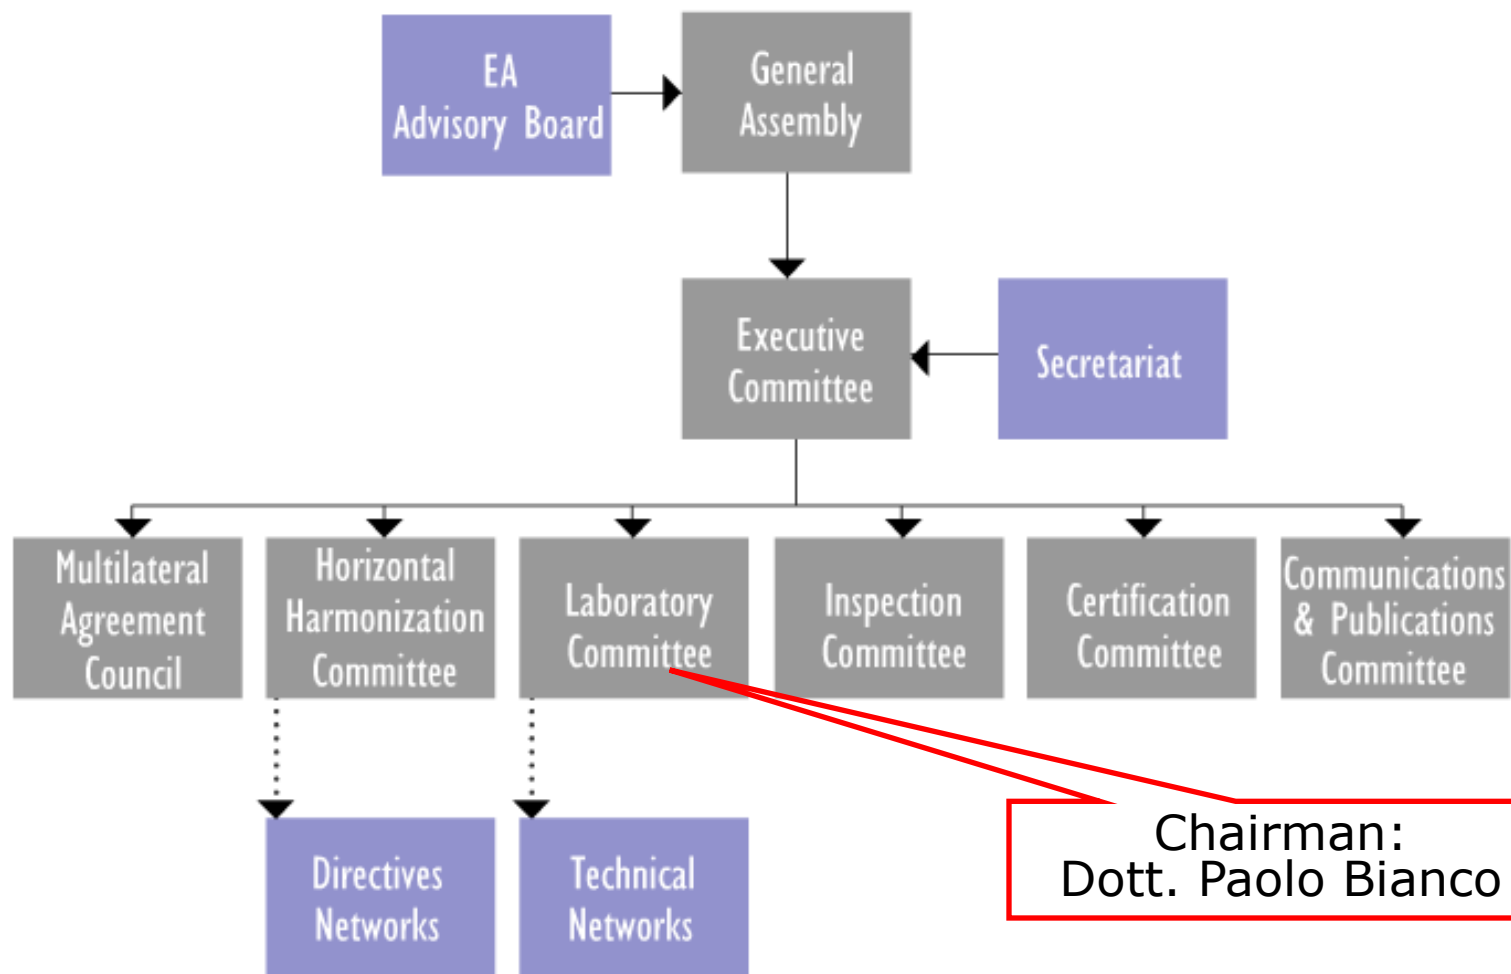 EA
Advisory Board
General
Assembly
Executive
Committee
Secretariat
Multilateral
Agreement
Council
Horizontal
Harmonization
Committee
Laboratory
Committee
Inspection
Committee
Certification
Committee
Communications
& Publications
Committee
Directives
Networks
Technical
Networks
Chairman:
Dott. Paolo Bianco